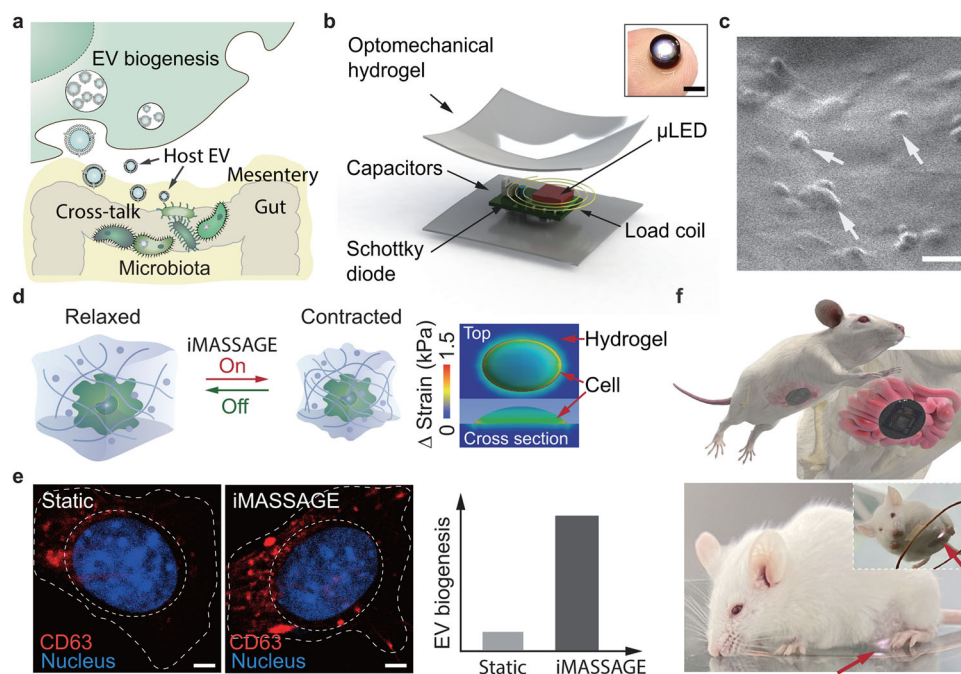 a
EV biogenesis
Host EV
Mesentery
Cross-talk
Gut
Microbiota
b
Optomechanical
hydrogel
µLED
Capacitors
Load coil
Schottky
diode
c
d
Relaxed
Contracted
iMASSAGE
On
Off
Δ Strain (kPa)
1.5
0
Top
Hydrogel
Cell
Cross section
e
Static
CD63
Nucleus
iMASSAGE
CD63
Nucleus
EV biogenesis
Static
iMASSAGE
f